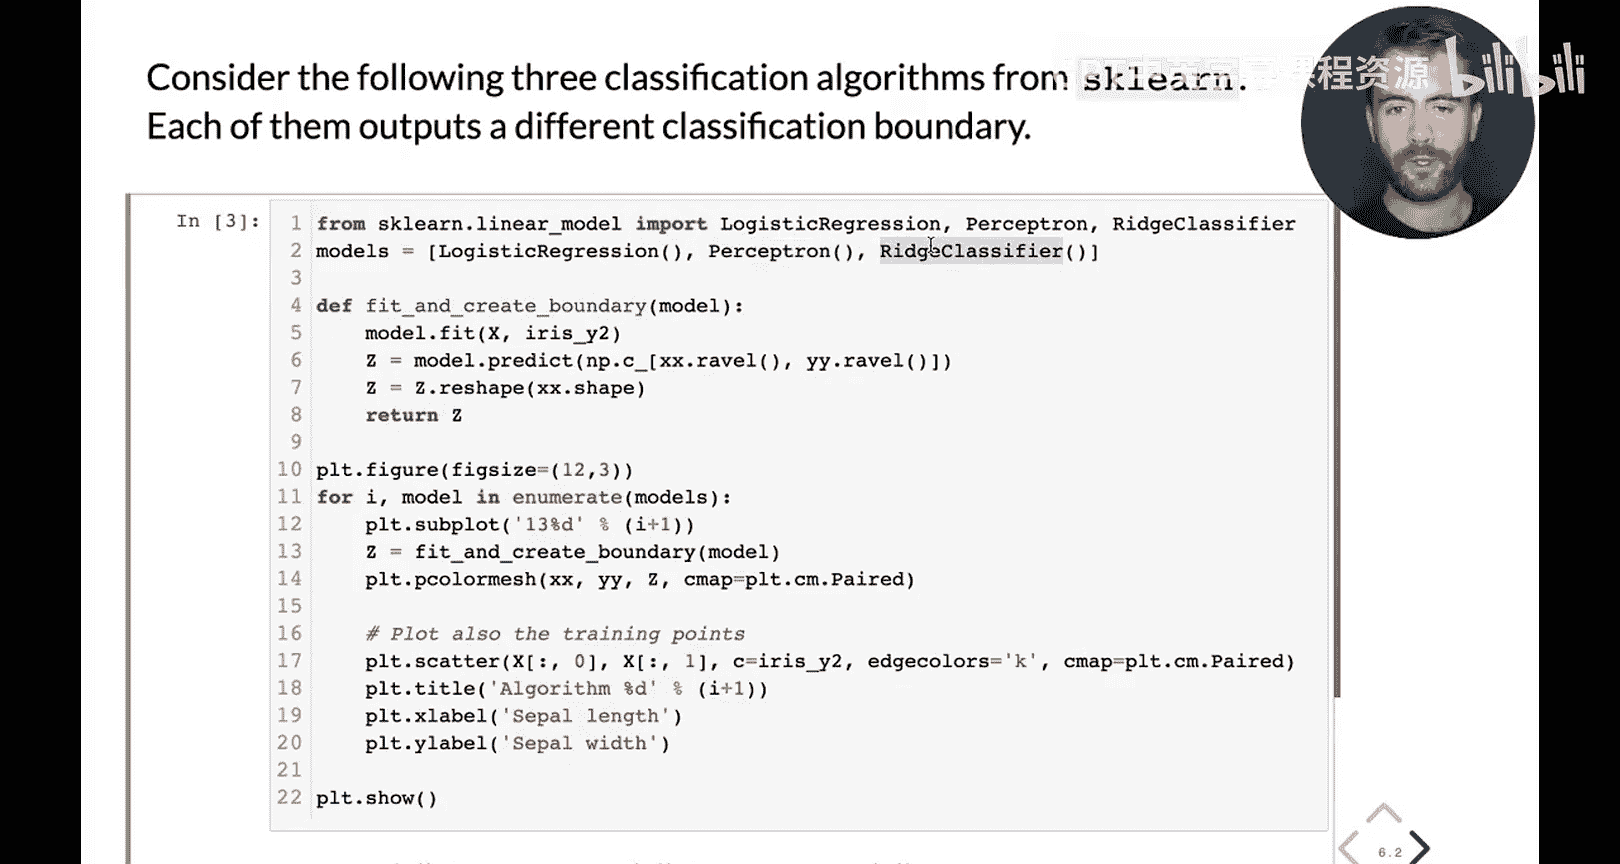 Consider the following three classification algorithms from sklearn.
Each of them outputs a different classification boundary.
课程资源 bilibili
In [3]:
1 from sklearn.linear_model import LogisticRegression, Perceptron, RidgeClassifier
2 models = [LogisticRegression(), Perceptron(), RidgeClassifier()]
3
4 def fit_and_create_boundary(model):
5     model.fit(X, iris_y2)
6     Z = model.predict(np.c_[xx.ravel(), yy.ravel()])
7     Z = Z.reshape(xx.shape)
8     return Z
9
10 plt.figure(figsize=(12,3))
11 for i, model in enumerate(models):
12     plt.subplot('13%d' % (i+1))
13     Z = fit_and_create_boundary(model)
14     plt.pcolormesh(xx, yy, Z, cmap=plt.cm.Paired)
15
16     # Plot also the training points
17     plt.scatter(X[:, 0], X[:, 1], c=iris_y2, edgecolors='k', cmap=plt.cm.Paired)
18     plt.title('Algorithm %d' % (i+1))
19     plt.xlabel('Sepal length')
20     plt.ylabel('Sepal width')
21
22 plt.show()
6.2